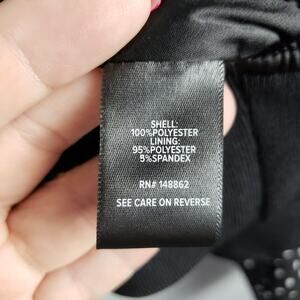 SHELL:
100%POLYESTER
LINING:
95%POLYESTER
5%SPANDEX
RN# 148862
SEE CARE ON REVERSE